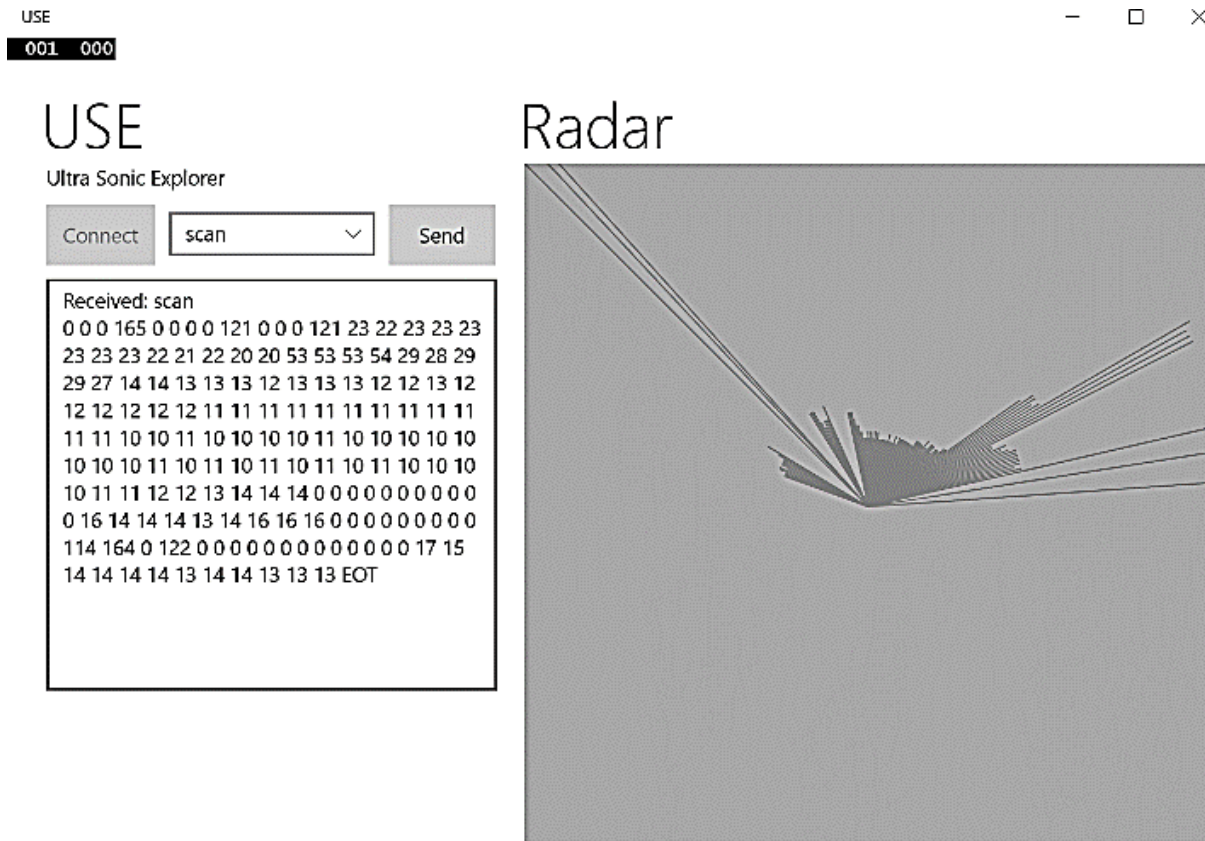 USE
001 000
USE
Radar
Ultra Sonic Explorer
Connect
scan
Send
Received: scan
0 0 0 165 0 0 0 0 121 0 0 0 121 23 22 23 23 23
23 23 23 22 21 22 20 20 53 53 53 54 29 28 29
29 27 14 14 13 13 13 12 13 13 13 12 12 13 12
12 12 12 12 12 11 11 11 11 11 11 11 11 11 11
11 11 10 10 11 10 10 10 10 11 10 10 10 10 10
10 10 10 11 10 11 10 11 10 11 10 11 10 10 10
10 11 11 12 12 13 14 14 14 0 0 0 0 0 0 0 0 0
0 16 14 14 14 13 14 16 16 16 0 0 0 0 0 0 0 0
114 164 0 122 0 0 0 0 0 0 0 0 0 0 0 0 17 15
14 14 14 14 13 14 14 13 13 13 EOT